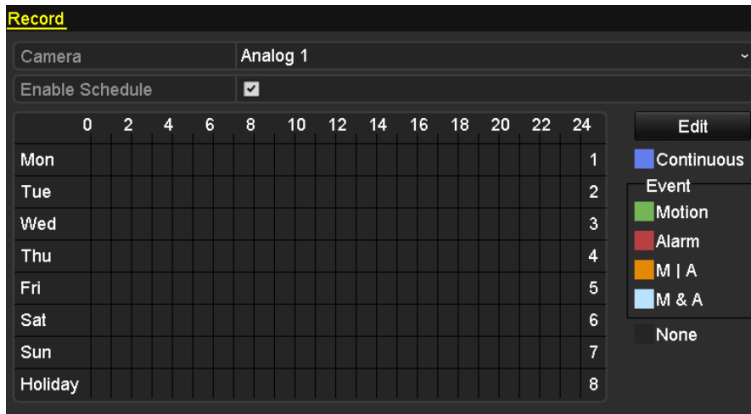 Record
Camera Analog 1
Enable Schedule
0 2 4 6 8 10 12 14 16 18 20 22 24
Edit
Mon 1
Continuous
Tue 2
Event
Motion
Wed 3
Alarm
Thu 4
M | A
Fri 5
M & A
Sat 6
None
Sun 7
Holiday 8